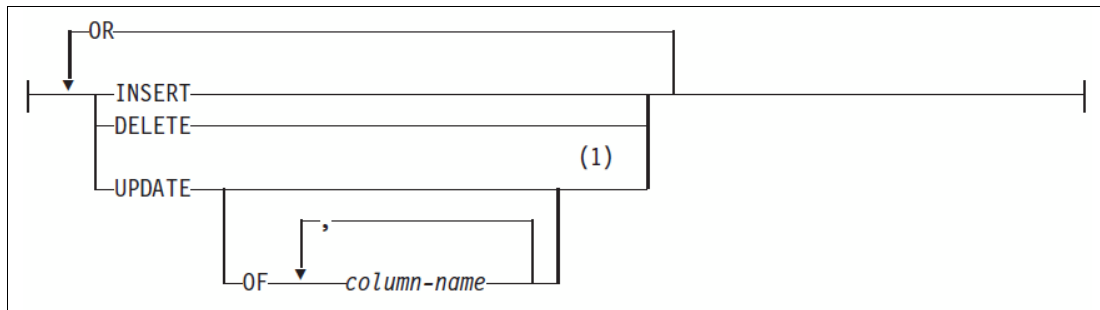 OR
INSERT
DELETE
(1)
UPDATE
,
OF column-name